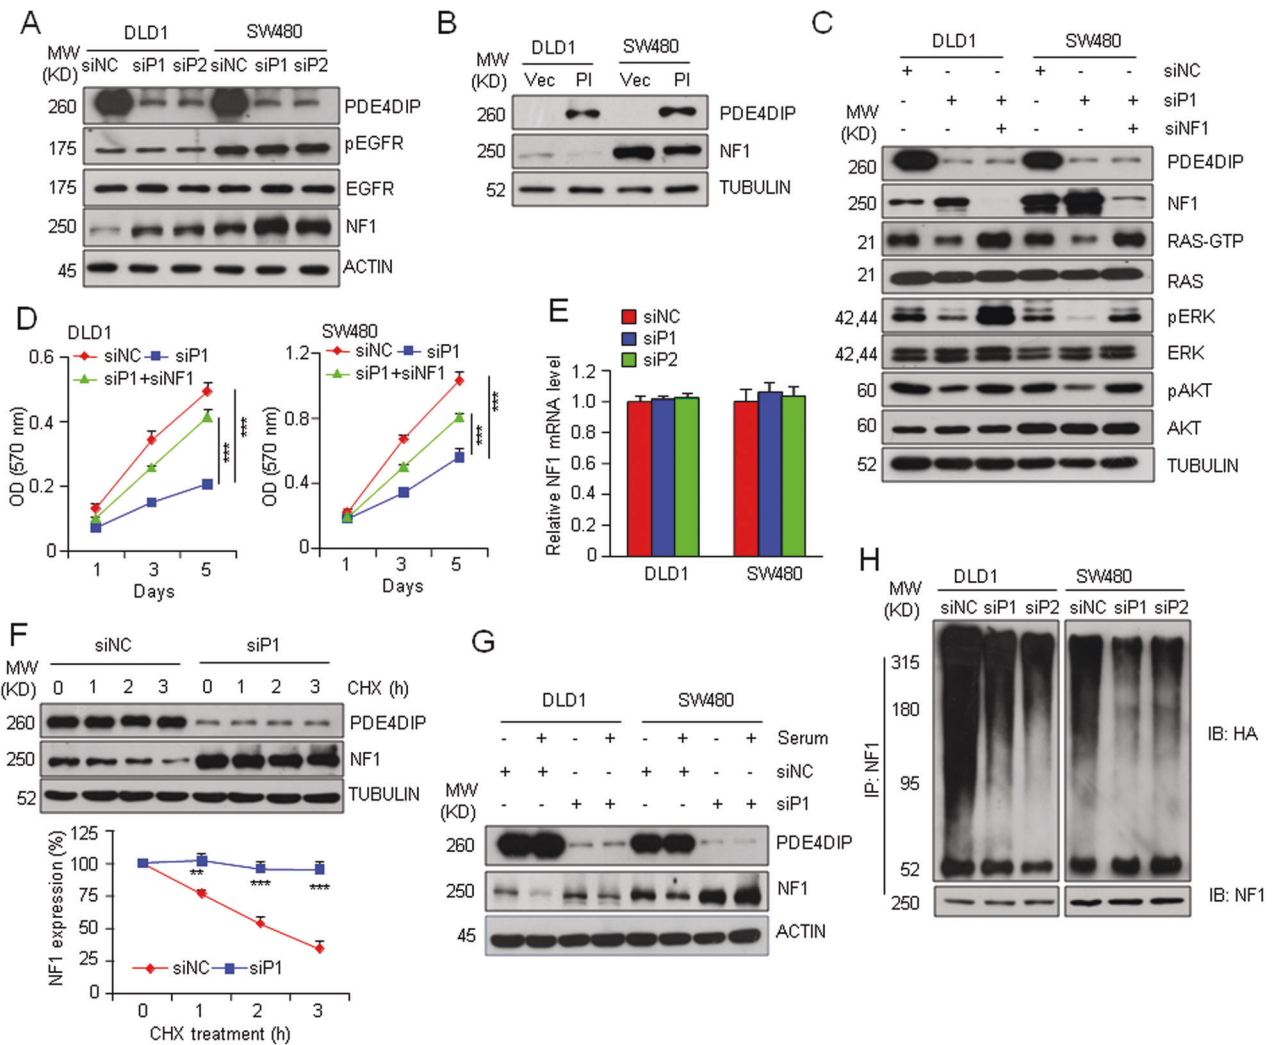 A
DLD1 SW480
MW
(KD)
siNC siP1 siP2 siNC siP1 siP2
260 PDE4DIP
175 pEGFR
175 EGFR
250 NF1
45 ACTIN
B
DLD1 SW480
MW
(KD)
Vec PI Vec PI
260 PDE4DIP
250 NF1
52 TUBULIN
C
DLD1 SW480
+ - - + - - siNC
- + + - + + siP1
- - + - - + siNF1
MW
(KD)
260 PDE4DIP
250 NF1
21 RAS-GTP
21 RAS
42,44 pERK
42,44 ERK
60 pAKT
60 AKT
52 TUBULIN
D
DLD1
siNC siP1
siP1+siNF1
OD (570 nm)
0.6
0.4
0.2
0
*** ***
1 3 5
Days
SW480
siNC siP1
siP1+siNF1
OD (570 nm)
1.2
0.8
0.4
0
*** ***
1 3 5
Days
E
siNC
siP1
siP2
Relative NF1 mRNA level
1.2
1.0
0.6
0.4
0.2
0
DLD1 SW480
F
siNC siP1
MW
(KD)
0 1 2 3 0 1 2 3 CHX (h)
260 PDE4DIP
250 NF1
52 TUBULIN
NF1 expression (%)
125
100
75
50
25
0
** *** ***
siNC siP1
0 1 2 3
CHX treatment (h)
G
DLD1 SW480
- + - + - + - + Serum
+ + - - + + - - siNC
- - + + - - + + siP1
MW
(KD)
260 PDE4DIP
250 NF1
45 ACTIN
H
DLD1 SW480
MW
(KD)
siNC siP1 siP2 siNC siP1 siP2
IP: NF1
315
180
95
52
IB: HA
250 IB: NF1